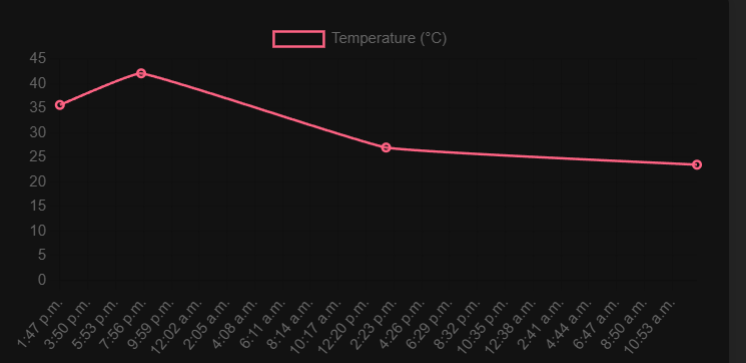 Temperature (°C)
45
40
35
30
25
20
15
10
5
0
1:47 p.m.
3:50 p.m.
5:53 p.m.
7:56 p.m.
9:59 p.m.
12:02 a.m.
2:05 a.m.
4:08 a.m.
6:11 a.m.
8:14 a.m.
10:17 a.m.
12:20 p.m.
2:23 p.m.
4:26 p.m.
6:29 p.m.
8:32 p.m.
10:35 p.m.
12:38 a.m.
2:41 a.m.
4:44 a.m.
6:47 a.m.
8:50 a.m.
10:53 a.m.